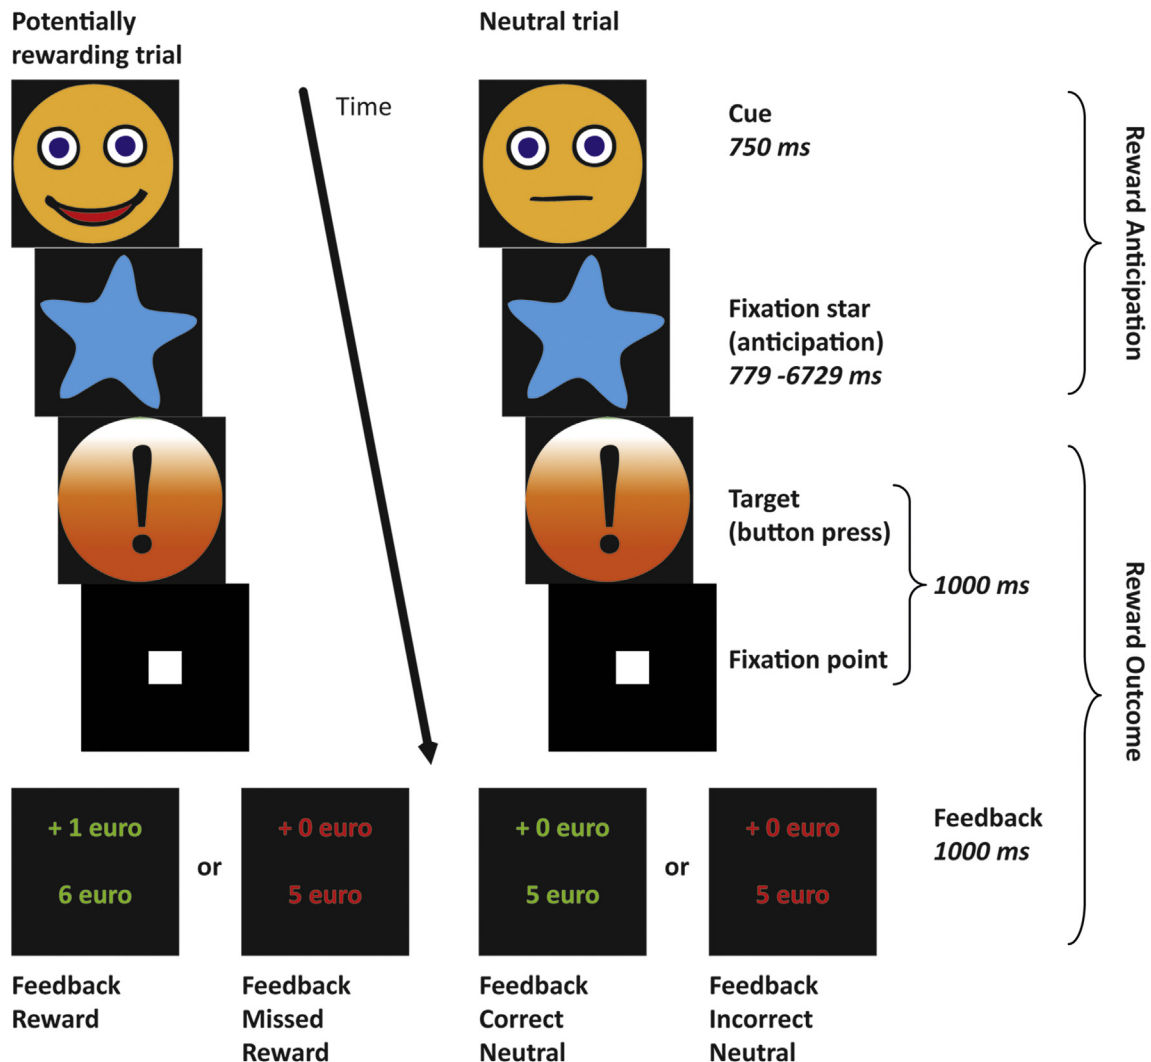 Potentially
rewarding trial
Neutral trial
Time
Cue
750 ms
Fixation star
(anticipation)
779 -6729 ms
Reward Anticipation
!
!
Target
(button press)
1000 ms
Fixation point
Reward Outcome
+ 1 euro
6 euro
or
+ 0 euro
5 euro
+ 0 euro
5 euro
or
+ 0 euro
5 euro
Feedback
1000 ms
Feedback
Reward
Feedback
Missed
Reward
Feedback
Correct
Neutral
Feedback
Incorrect
Neutral